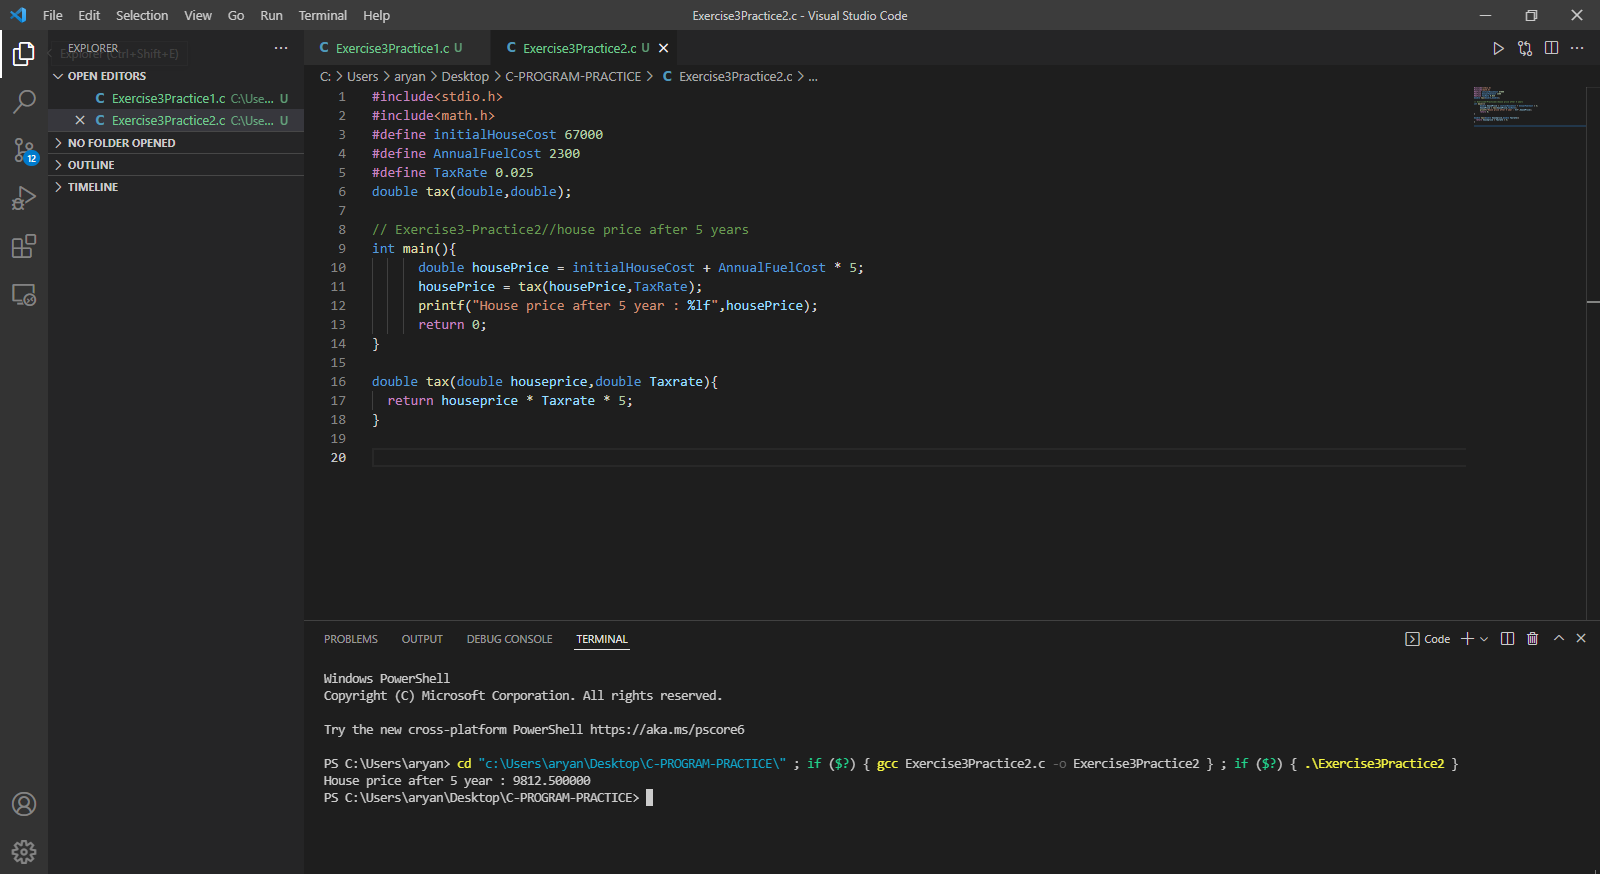 File Edit Selection View Go Run Terminal Help
Exercise3Practice2.c - Visual Studio Code
EXPLORER
Explorer (Ctrl+Shift+E)
OPEN EDITORS
Exercise3Practice1.c C:\Use... U
Exercise3Practice2.c C:\Use... U
NO FOLDER OPENED
OUTLINE
TIMELINE
12
Exercise3Practice1.c U
Exercise3Practice2.c U
C: > Users > aryan > Desktop > C-PROGRAM-PRACTICE > C Exercise3Practice2.c > ...
1 #include<stdio.h>
2 #include<math.h>
3 #define initialHouseCost 67000
4 #define AnnualFuelCost 2300
5 #define TaxRate 0.025
6 double tax(double,double);
7
8 // Exercise3-Practice2//house price after 5 years
9 int main(){
10 double housePrice = initialHouseCost + AnnualFuelCost * 5;
11 housePrice = tax(housePrice,TaxRate);
12 printf("House price after 5 year : %lf",housePrice);
13 return 0;
14 }
15
16 double tax(double houseprice,double Taxrate){
17 return houseprice * Taxrate * 5;
18 }
19
20
PROBLEMS OUTPUT DEBUG CONSOLE TERMINAL
Code
Windows PowerShell
Copyright (C) Microsoft Corporation. All rights reserved.
Try the new cross-platform PowerShell https://aka.ms/pscore6
PS C:\Users\aryan> cd "c:\Users\aryan\Desktop\C-PROGRAM-PRACTICE\" ; if ($?) { gcc Exercise3Practice2.c -o Exercise3Practice2 } ; if ($?) { .\Exercise3Practice2 }
House price after 5 year : 9812.500000
PS C:\Users\aryan\Desktop\C-PROGRAM-PRACTICE>